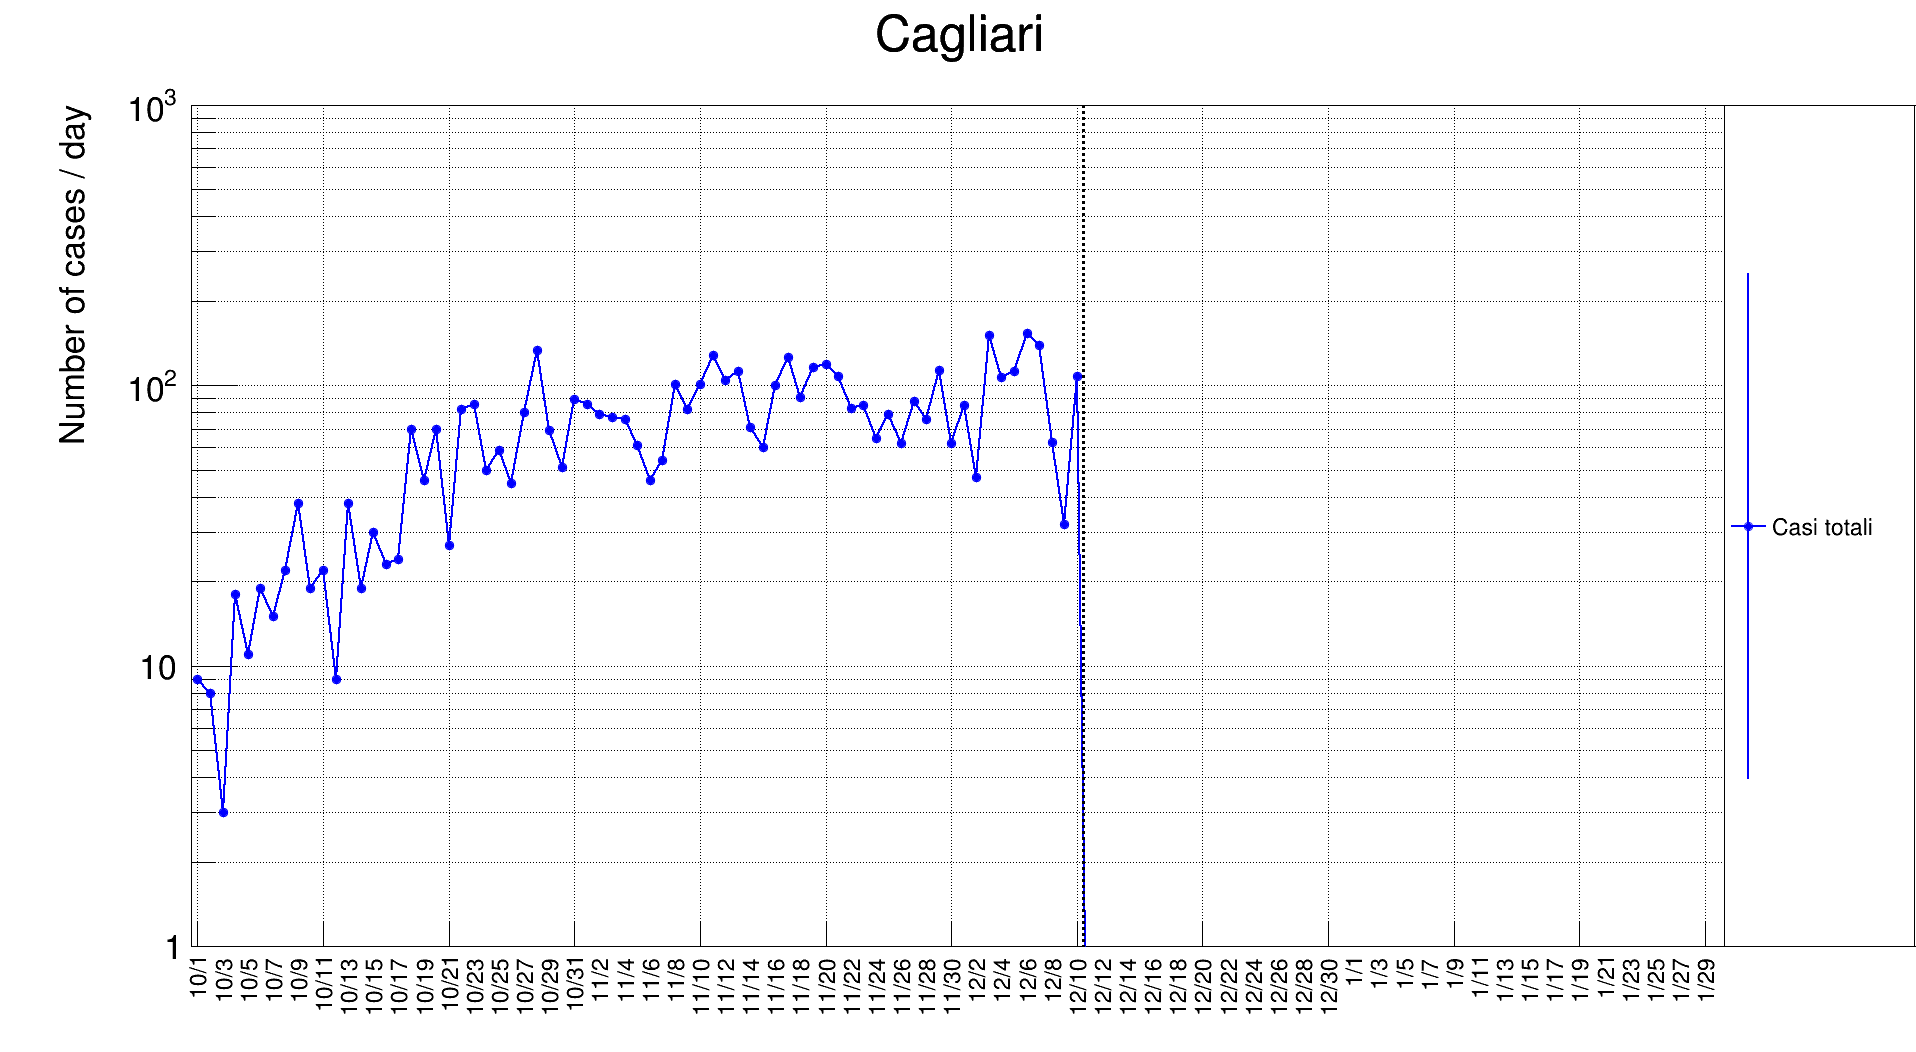 Cagliari
Number of cases / day
10³
10²
10
1
10/1 10/3 10/5 10/7 10/9 10/11 10/13 10/15 10/17 10/19 10/21 10/23 10/25 10/27 10/29 10/31 11/2 11/4 11/6 11/8 11/10 11/12 11/14 11/16 11/18 11/20 11/22 11/24 11/26 11/28 11/30 12/2 12/4 12/6 12/8 12/10 12/12 12/14 12/16 12/18 12/20 12/22 12/24 12/26 12/28 12/30 1/1 1/3 1/5 1/7 1/9 1/11 1/13 1/15 1/17 1/19 1/21 1/23 1/25 1/27 1/29
Casi totali